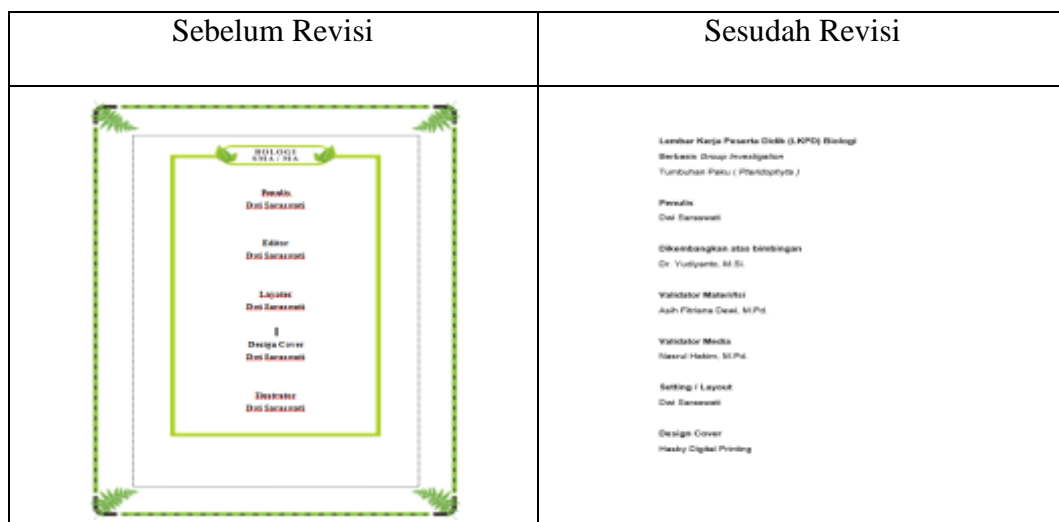 Sebelum Revisi
Sesudah Revisi
BIOLOGI
SMA / MA
Penulis
Dwi Saraswati
Editor
Dwi Saraswati
Layouter
Dwi Saraswati
Design Cover
Dwi Saraswati
Ilustrator
Dwi Saraswati
Lembar Kerja Peserta Didik (LKPD) Biologi
Berbasis Group Investigation
Tumbuhan Paku ( Pteridophyta )
Penulis
Dwi Saraswati
Dikembangkan atas bimbingan
Dr. Yudiyanto, M.Si.
Validator Materi/Isi
Asih Fitriana Dewi, M.Pd.
Validator Media
Nasrul Hakim, M.Pd.
Setting / Layout
Dwi Saraswati
Design Cover
Hasky Digital Printing